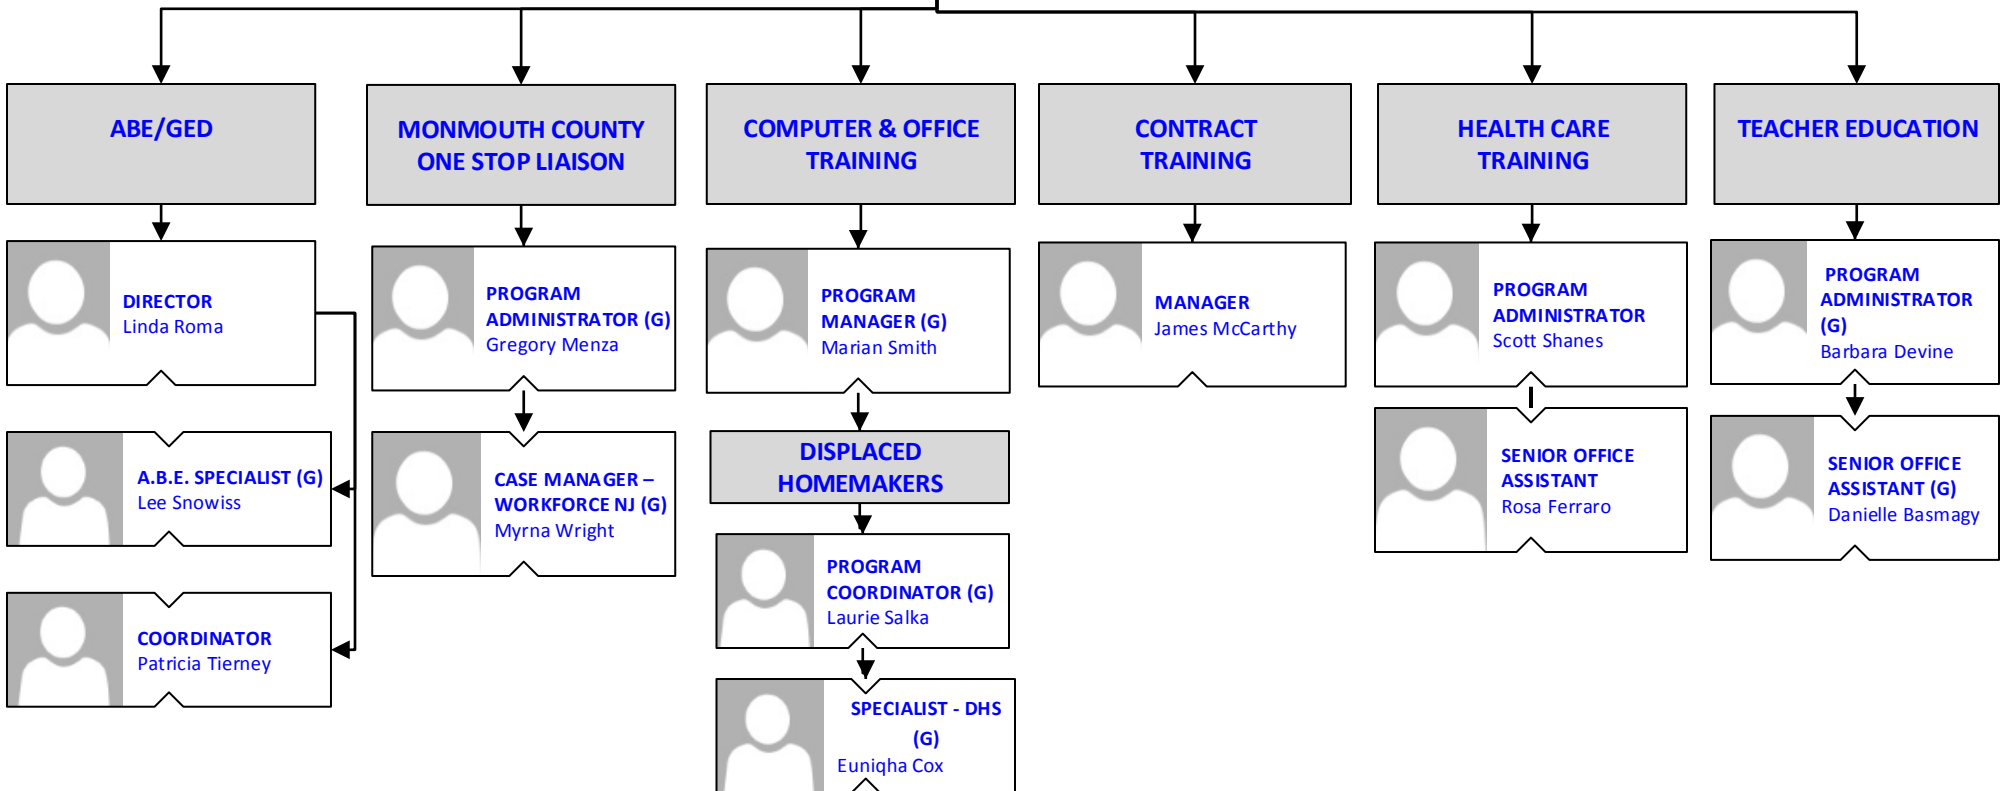 ABE/GED
MONMOUTH COUNTY
ONE STOP LIAISON
COMPUTER & OFFICE
TRAINING
CONTRACT
TRAINING
HEALTH CARE
TRAINING
TEACHER EDUCATION
DIRECTOR
Linda Roma
PROGRAM
ADMINISTRATOR (G)
Gregory Menza
PROGRAM
MANAGER (G)
Marian Smith
MANAGER
James McCarthy
PROGRAM
ADMINISTRATOR
Scott Shanes
PROGRAM
ADMINISTRATOR
(G)
Barbara Devine
A.B.E. SPECIALIST (G)
Lee Snowiss
CASE MANAGER –
WORKFORCE NJ (G)
Myrna Wright
DISPLACED
HOMEMAKERS
SENIOR OFFICE
ASSISTANT
Rosa Ferraro
SENIOR OFFICE
ASSISTANT (G)
Danielle Basmagy
COORDINATOR
Patricia Tierney
PROGRAM
COORDINATOR (G)
Laurie Salka
SPECIALIST - DHS
(G)
Euniqha Cox